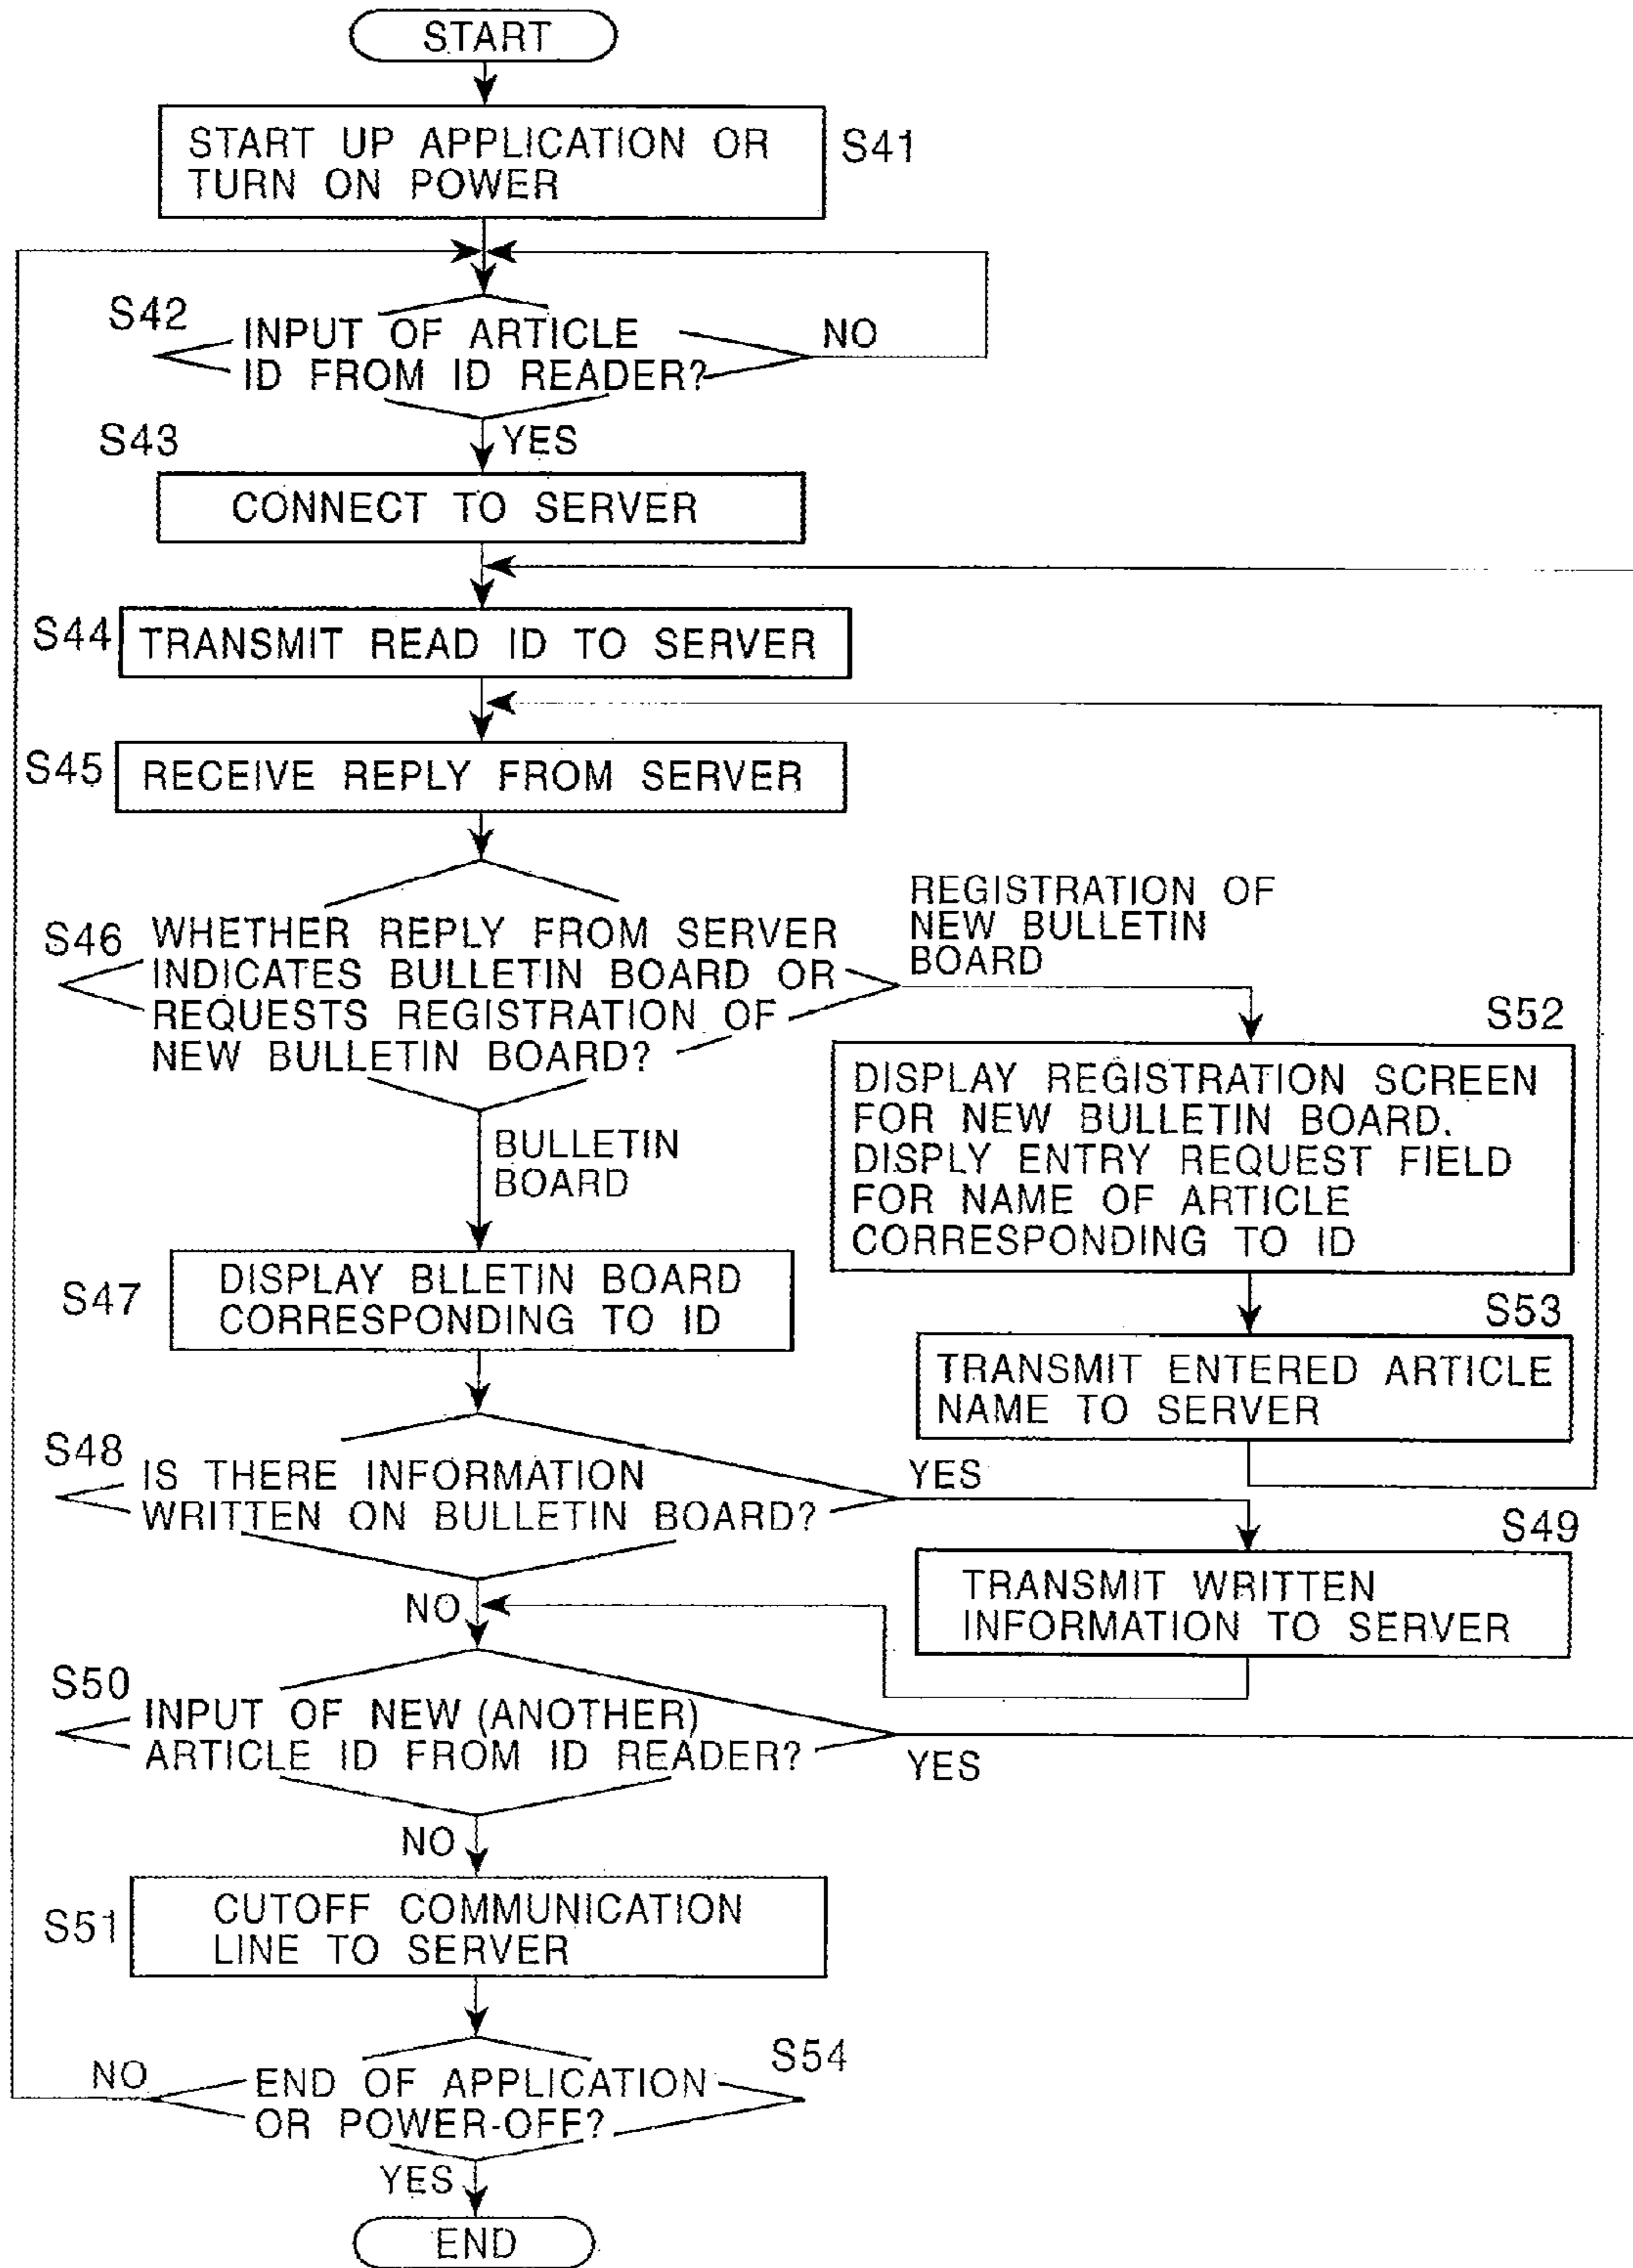 START
START UP APPLICATION OR
TURN ON POWER
S41
S42
INPUT OF ARTICLE
ID FROM ID READER?
NO
S43
YES
CONNECT TO SERVER
S44
TRANSMIT READ ID TO SERVER
S45
RECEIVE REPLY FROM SERVER
S46
WHETHER REPLY FROM SERVER
INDICATES BULLETIN BOARD OR
REQUESTS REGISTRATION OF
NEW BULLETIN BOARD?
REGISTRATION OF
NEW BULLETIN
BOARD
S52
DISPLAY REGISTRATION SCREEN
FOR NEW BULLETIN BOARD.
DISPLY ENTRY REQUEST FIELD
FOR NAME OF ARTICLE
CORRESPONDING TO ID
BULLETIN
BOARD
S47
DISPLAY BLLETIN BOARD
CORRESPONDING TO ID
S53
TRANSMIT ENTERED ARTICLE
NAME TO SERVER
S48
IS THERE INFORMATION
WRITTEN ON BULLETIN BOARD?
YES
S49
TRANSMIT WRITTEN
INFORMATION TO SERVER
NO
S50
INPUT OF NEW (ANOTHER)
ARTICLE ID FROM ID READER?
YES
NO
S51
CUTOFF COMMUNICATION
LINE TO SERVER
S54
NO
END OF APPLICATION
OR POWER-OFF?
YES
END